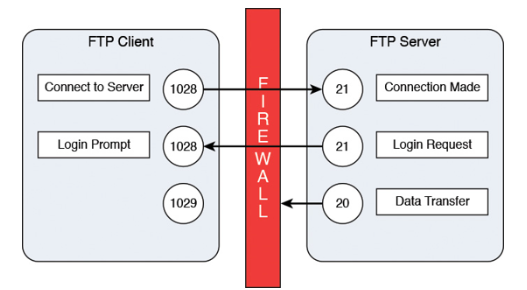 FTP Client
FTP Server
Connect to Server
1028
21
Connection Made
Login Prompt
1028
21
Login Request
1029
20
Data Transfer
FIREWALL